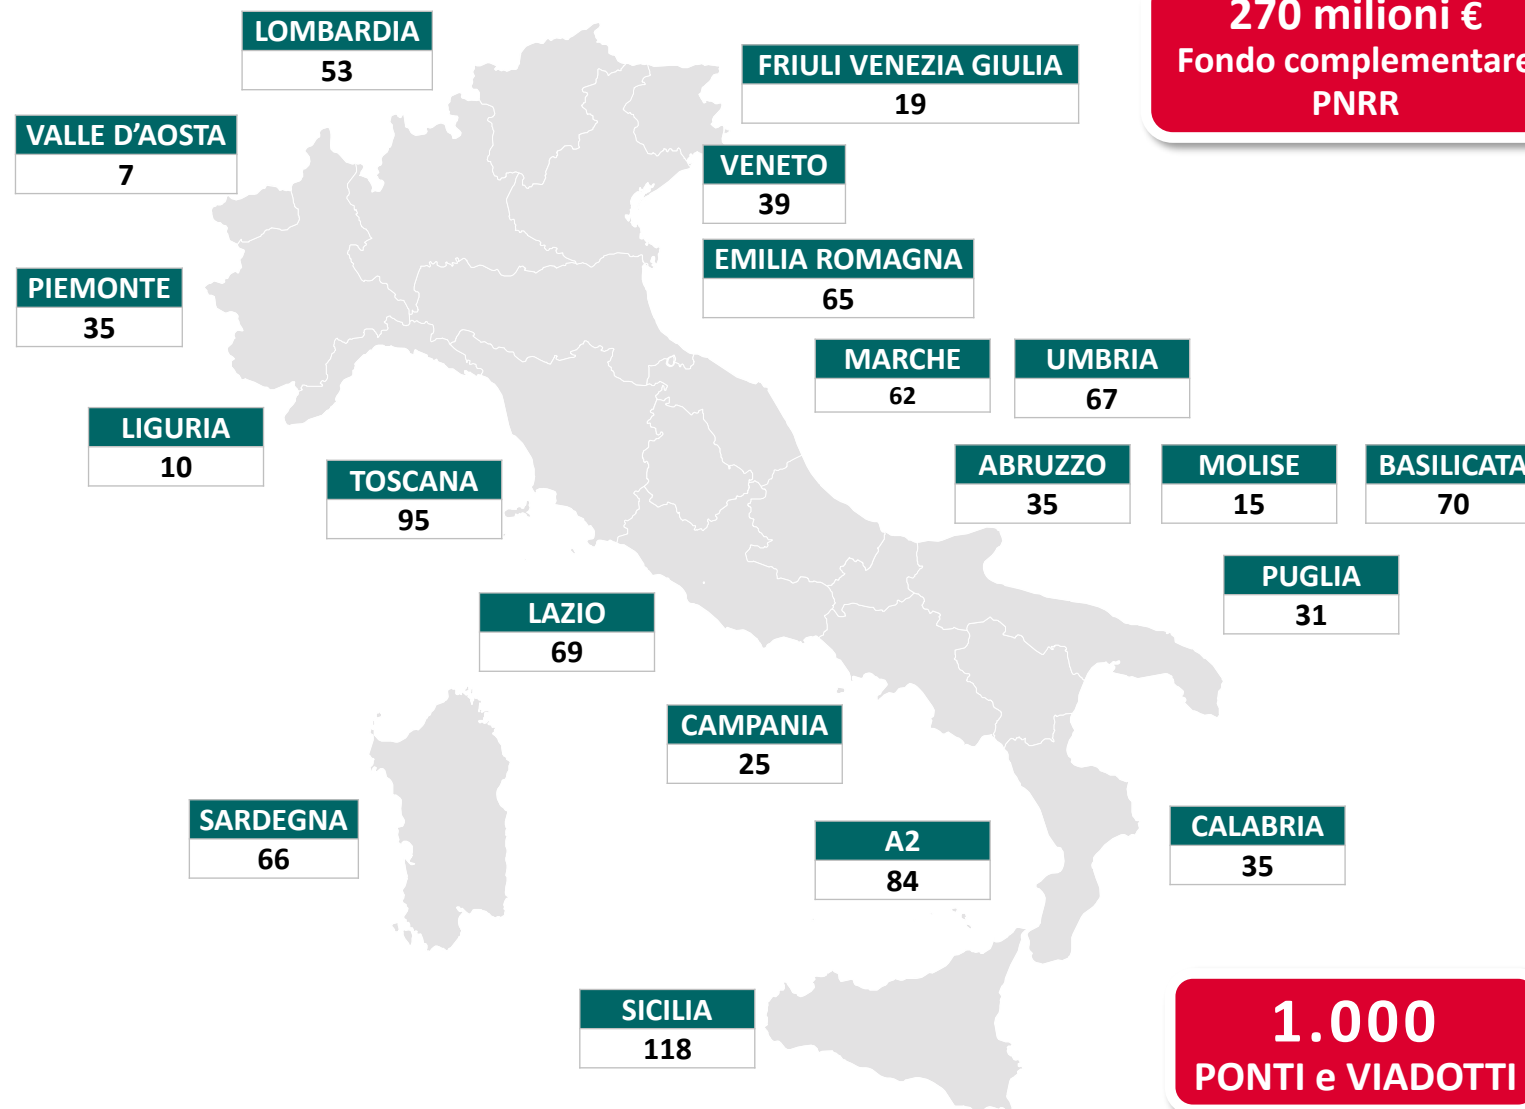 270 milioni €
Fondo complementare
PNRR
LOMBARDIA
53
FRIULI VENEZIA GIULIA
19
VALLE D’AOSTA
7
VENETO
39
EMILIA ROMAGNA
65
PIEMONTE
35
MARCHE
62
UMBRIA
67
LIGURIA
10
TOSCANA
95
ABRUZZO
35
MOLISE
15
BASILICATA
70
PUGLIA
31
LAZIO
69
CAMPANIA
25
SARDEGNA
66
A2
84
CALABRIA
35
SICILIA
118
1.000
PONTI e VIADOTTI